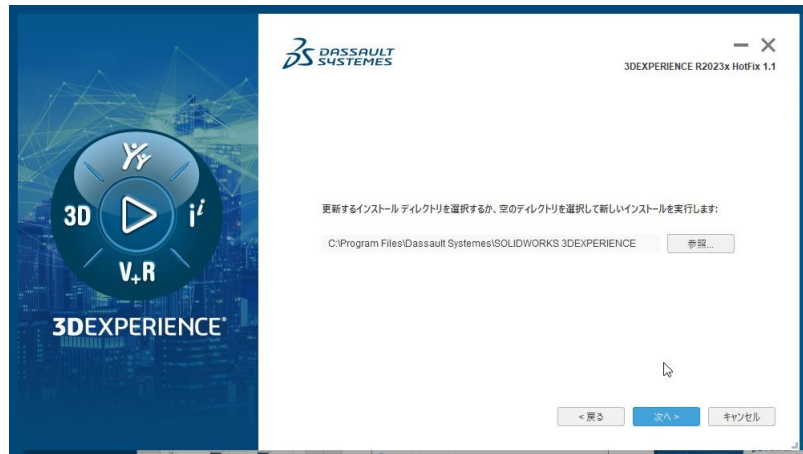 DASSAULT
SYSTEMES
3DEXPERIENCE R2023x HotFix 1.1
3D
i
V+R
3DEXPERIENCE®
更新するインストール ディレクトリを選択するか、空のディレクトリを選択して新しいインストールを実行します:
C:\Program Files\Dassault Systemes\SOLIDWORKS 3DEXPERIENCE
参照...
< 戻る
次へ >
キャンセル